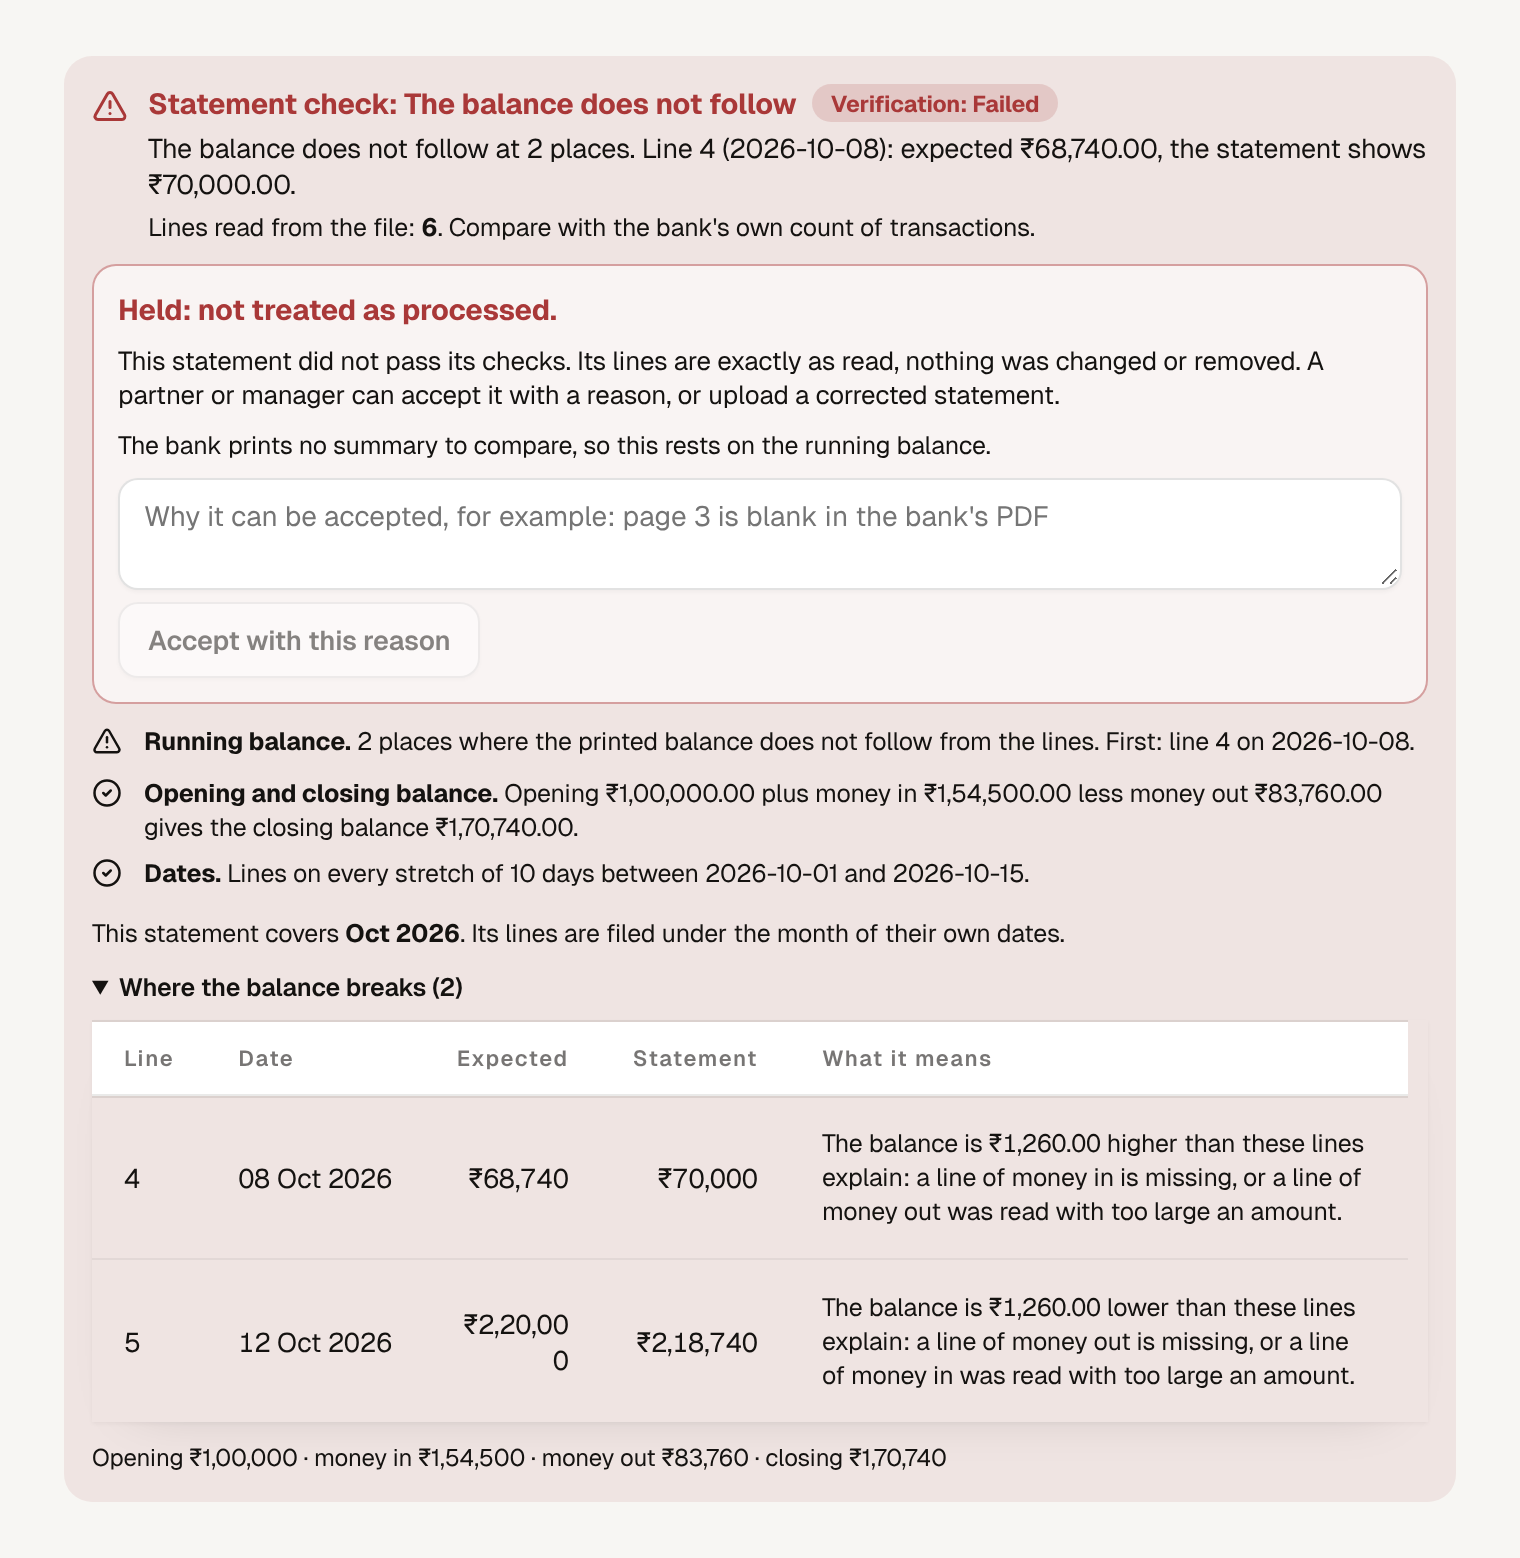 Statement check: The balance does not follow
Verification: Failed
The balance does not follow at 2 places. Line 4 (2026-10-08): expected ₹68,740.00, the statement shows
₹70,000.00.
Lines read from the file: 6. Compare with the bank's own count of transactions.
Held: not treated as processed.
This statement did not pass its checks. Its lines are exactly as read, nothing was changed or removed. A
partner or manager can accept it with a reason, or upload a corrected statement.
The bank prints no summary to compare, so this rests on the running balance.
Why it can be accepted, for example: page 3 is blank in the bank's PDF
Accept with this reason
Running balance. 2 places where the printed balance does not follow from the lines. First: line 4 on 2026-10-08.
Opening and closing balance. Opening ₹1,00,000.00 plus money in ₹1,54,500.00 less money out ₹83,760.00
gives the closing balance ₹1,70,740.00.
Dates. Lines on every stretch of 10 days between 2026-10-01 and 2026-10-15.
This statement covers Oct 2026. Its lines are filed under the month of their own dates.
Where the balance breaks (2)
Line Date Expected Statement What it means
4 08 Oct 2026 ₹68,740 ₹70,000
The balance is ₹1,260.00 higher than these lines
explain: a line of money in is missing, or a line of
money out was read with too large an amount.
5 12 Oct 2026 ₹2,20,00
0
₹2,18,740
The balance is ₹1,260.00 lower than these lines
explain: a line of money out is missing, or a line
of money in was read with too large an amount.
Opening ₹1,00,000 · money in ₹1,54,500 · money out ₹83,760 · closing ₹1,70,740